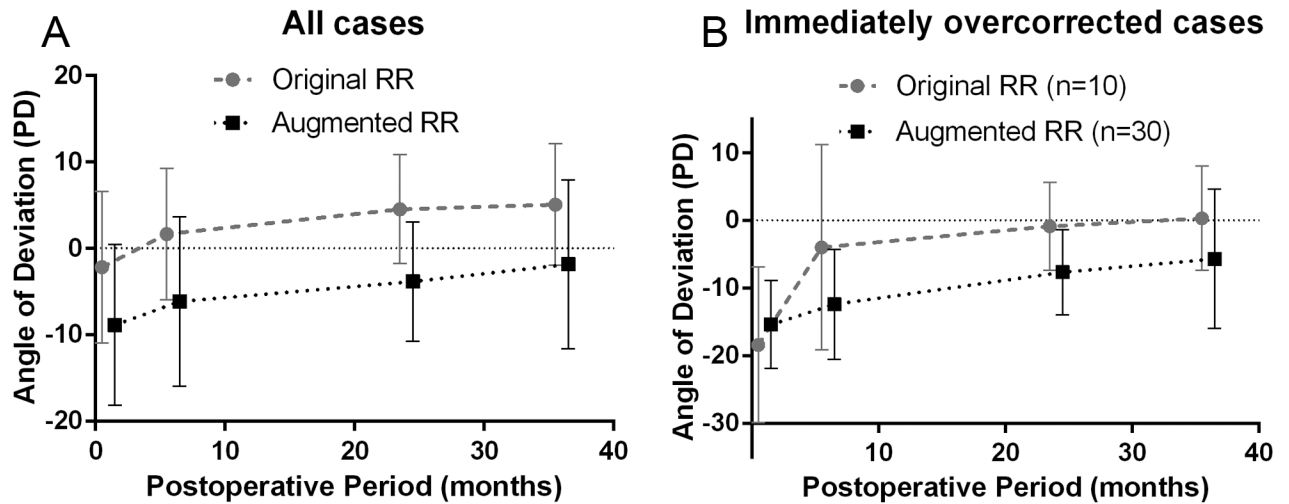 A
All cases
Original RR
Augmented RR
Angle of Deviation (PD)
20
10
0
-10
-20
0
10
20
30
40
Postoperative Period (months)
B
Immediately overcorrected cases
Original RR (n=10)
Augmented RR (n=30)
Angle of Deviation (PD)
10
0
-10
-20
-30
10
20
30
40
Postoperative Period (months)